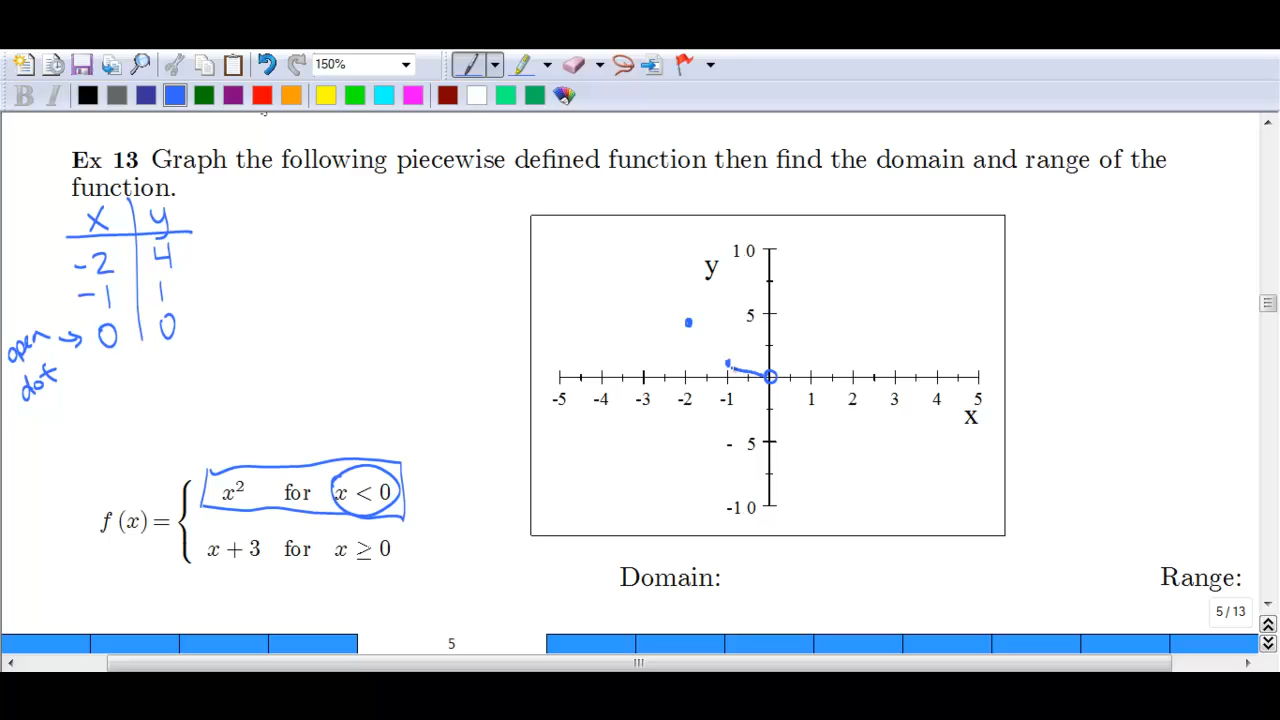 150%
B I
Ex 13 Graph the following piecewise defined function then find the domain and range of the
function.
x y
-2 4
-1 1
open → 0 0
dot
f (x) = { x² for x < 0
x + 3 for x ≥ 0
y
10
5
-5 -4 -3 -2 -1 1 2 3 4 5
x
- 5
-10
Domain: Range:
5 / 13
5